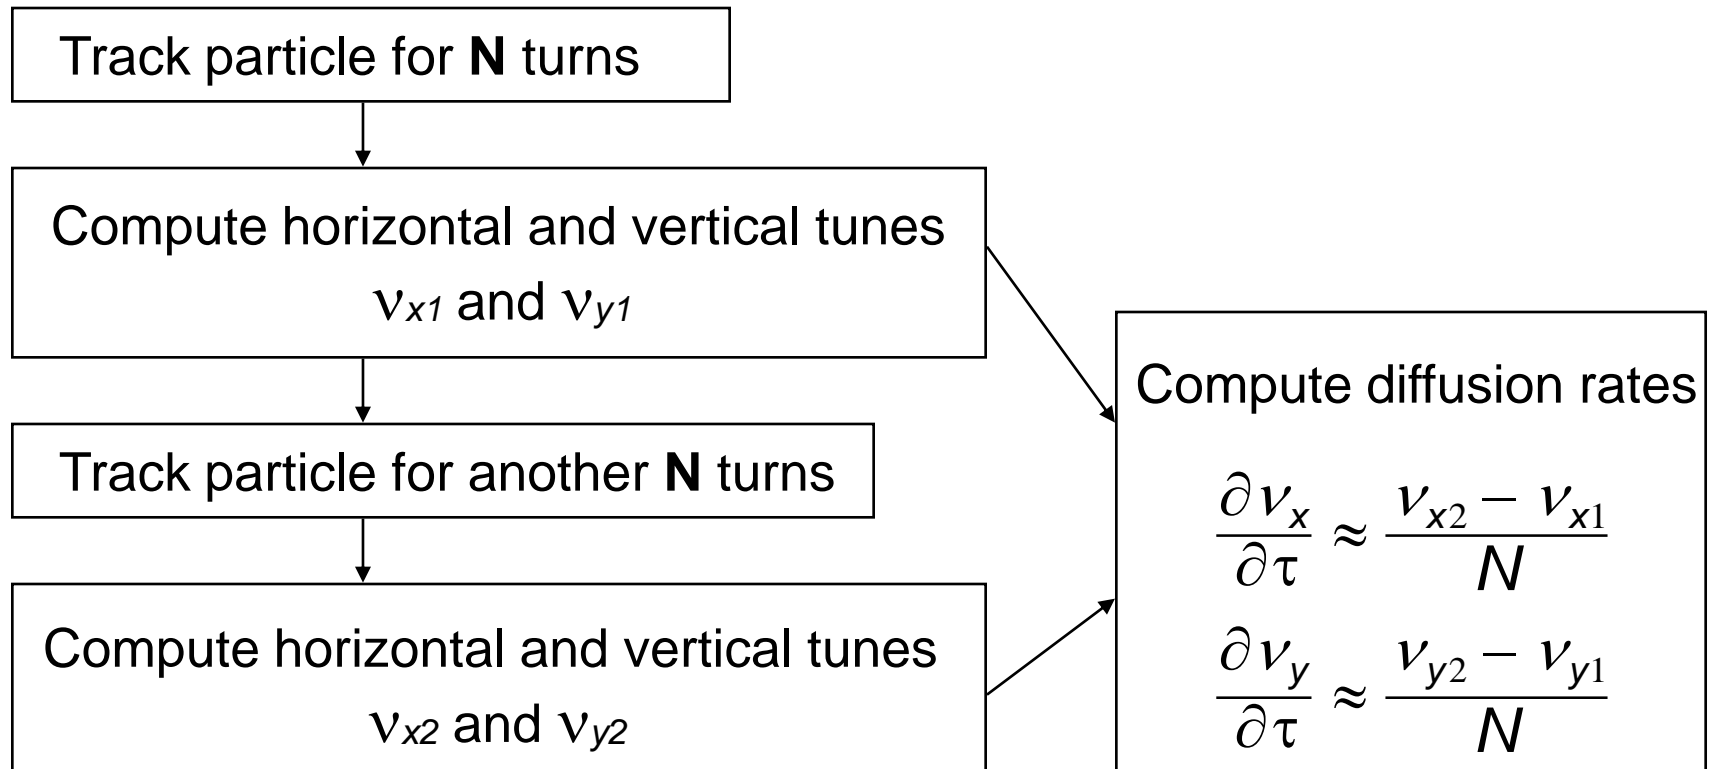 Track particle for N turns
Compute horizontal and vertical tunes
νx1 and νy1
Track particle for another N turns
Compute horizontal and vertical tunes
νx2 and νy2
Compute diffusion rates
∂νx/∂τ ≈ (νx2 − νx1)/N
∂νy/∂τ ≈ (νy2 − νy1)/N